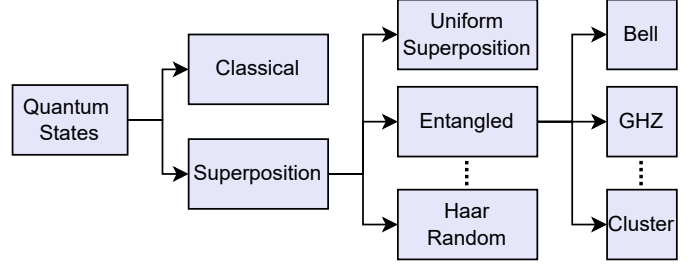 Quantum
States
Classical
Superposition
Uniform
Superposition
Entangled
Haar
Random
Bell
GHZ
Cluster